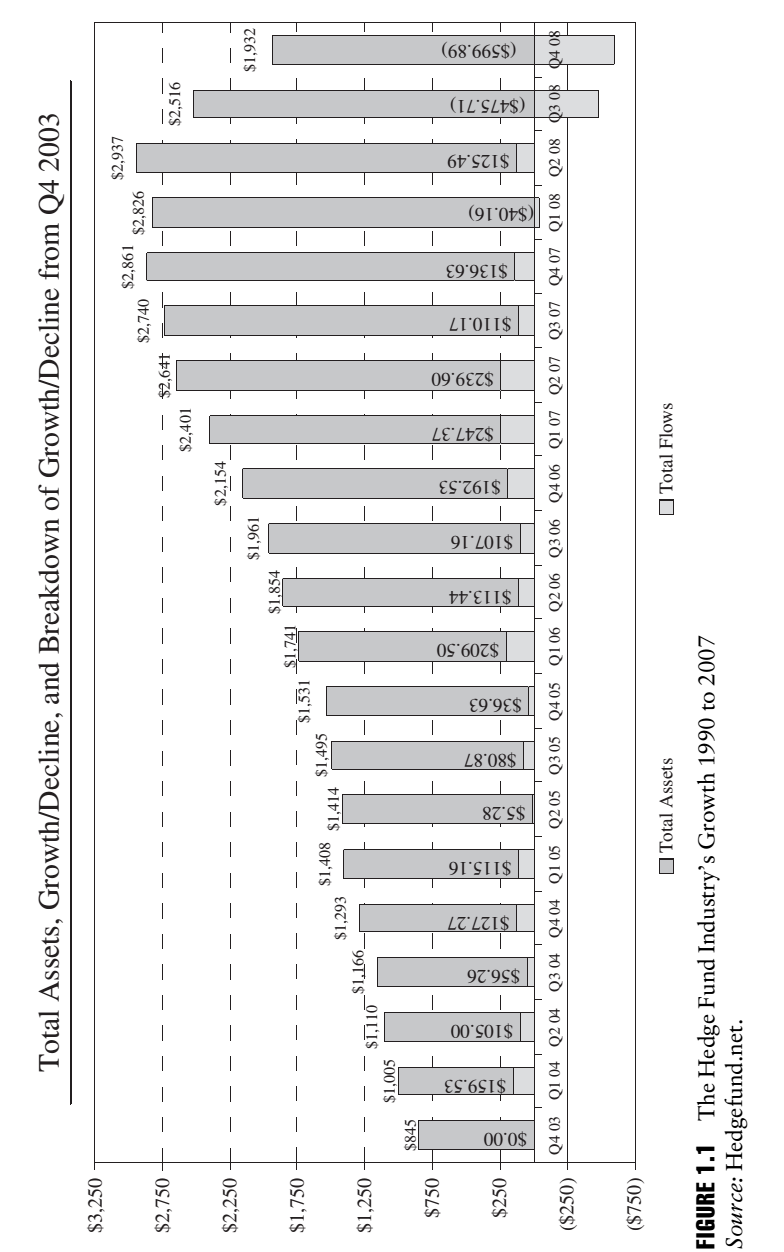 Total Assets, Growth/Decline, and Breakdown of Growth/Decline from Q4 2003
$3,250
$2,750
$2,250
$1,750
$1,250
$750
$250
($250)
($750)
$845
$1,005
$1,110
$1,166
$1,293
$1,408
$1,414
$1,495
$1,531
$1,741
$1,854
$1,961
$2,154
$2,401
$2,641
$2,740
$2,861
$2,826
$2,937
$2,516
$1,932
$0.00
$159.53
$105.00
$56.26
$127.27
$115.16
$5.28
$80.87
$36.63
$209.50
$113.44
$107.16
$192.53
$247.37
$239.60
$110.17
$136.63
($40.16)
$125.49
($475.71)
($599.89)
Q4 03
Q1 04
Q2 04
Q3 04
Q4 04
Q1 05
Q2 05
Q3 05
Q4 05
Q1 06
Q2 06
Q3 06
Q4 06
Q1 07
Q2 07
Q3 07
Q4 07
Q1 08
Q2 08
Q3 08
Q4 08
Total Assets
Total Flows
FIGURE 1.1 The Hedge Fund Industry's Growth 1990 to 2007
Source: Hedgefund.net.